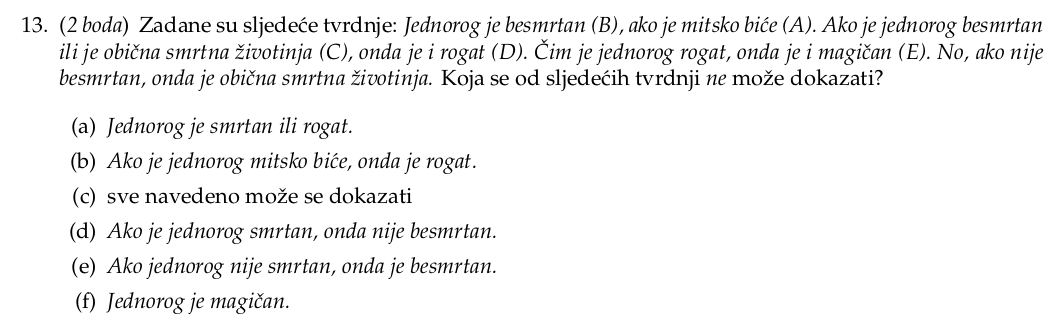 13. (2 boda) Zadane su sljedeće tvrdnje: Jednorog je besmrtan (B), ako je mitsko biće (A). Ako je jednorog besmrtan
ili je obična smrtna životinja (C), onda je i rogat (D). Čim je jednorog rogat, onda je i magičan (E). No, ako nije
besmrtan, onda je obična smrtna životinja. Koja se od sljedećih tvrdnji ne može dokazati?
(a) Jednorog je smrtan ili rogat.
(b) Ako je jednorog mitsko biće, onda je rogat.
(c) sve navedeno može se dokazati
(d) Ako je jednorog smrtan, onda nije besmrtan.
(e) Ako jednorog nije smrtan, onda je besmrtan.
(f) Jednorog je magičan.